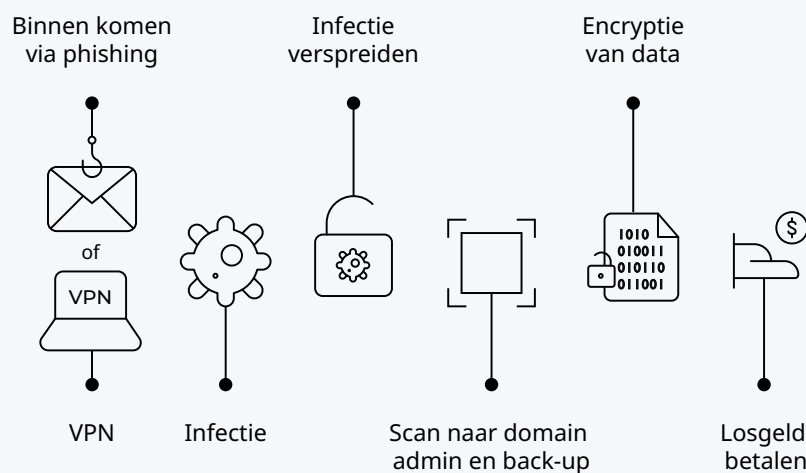 Binnen komen
via phishing
Infectie
verspreiden
Encryptie
van data
of
VPN
$
1010
010011
010110
011001
VPN
Infectie
Scan naar domain
admin en back-up
Losgeld
betalen